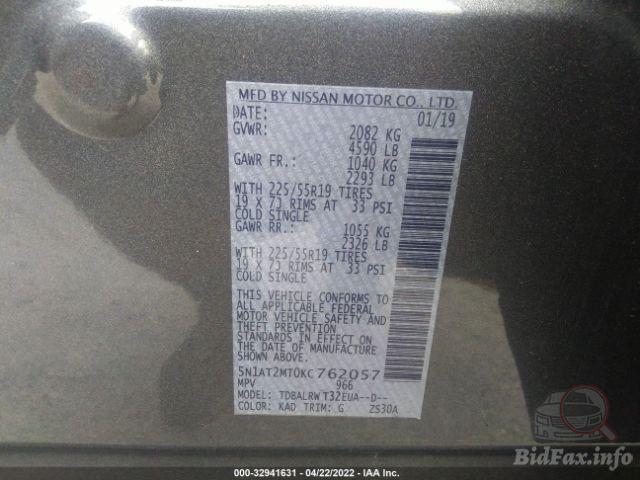 MFD BY NISSAN MOTOR CO., LTD.
DATE: 01/19
GVWR: 2082 KG
4590 LB
GAWR FR.: 1040 KG
2293 LB
WITH 225/55R19 TIRES
19 X 7J RIMS AT 33 PSI
COLD SINGLE
GAWR RR.: 1055 KG
2326 LB
WITH 225/55R19 TIRES
19 X 7J RIMS AT 33 PSI
COLD SINGLE
THIS VEHICLE CONFORMS TO
ALL APPLICABLE FEDERAL
MOTOR VEHICLE SAFETY AND
THEFT PREVENTION
STANDARDS IN EFFECT ON
THE DATE OF MANUFACTURE
SHOWN ABOVE.
5N1AT2MT0KC762057
MPV 966
MODEL: TDBALRWT32EUA--D--
COLOR: KAD TRIM: G ZS30A
000-32941631 - 04/22/2022 - IAA Inc.
BidFax.info